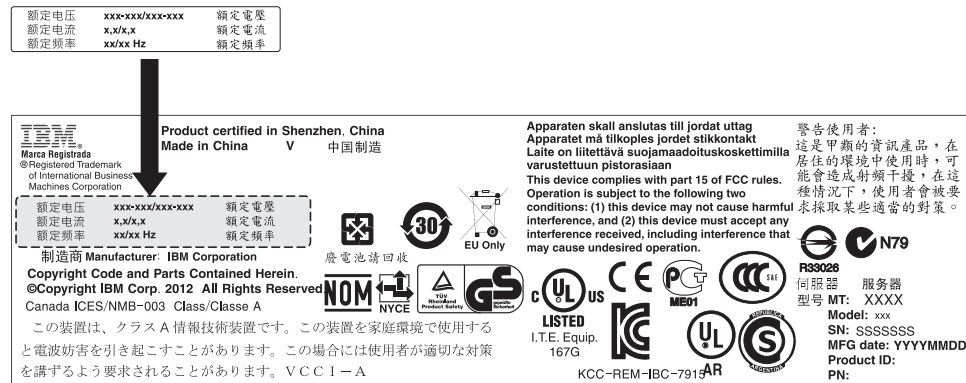 额定电压 xxx-xxx/xxx-xxx 額定電壓
额定电流 x,x/x,x 額定電流
额定频率 xx/xx Hz 額定頻率
IBM®
Marca Registrada
® Registered Trademark
of International Business
Machines Corporation
Product certified in Shenzhen, China
Made in China V 中国制造
额定电压 xxx-xxx/xxx-xxx 額定電壓
额定电流 x,x/x,x 額定電流
额定频率 xx/xx Hz 額定頻率
制造商 Manufacturer: IBM Corporation
Copyright Code and Parts Contained Herein.
©Copyright IBM Corp. 2012 All Rights Reserved
Canada ICES/NMB-003 Class/Classe A
この装置は、クラスA情報技術装置です。この装置を家庭環境で使用する
と電波妨害を引き起こすことがあります。この場合には使用者が適切な対策
を講ずるよう要求されることがあります。VCCI-A
廢電池請回收
30
EU Only
NOM
NYCE
TÜV
Rheinland
Product Safety
GS
geprüfte
Sicherheit
Apparaten skall anslutas till jordat uttag
Apparatet må tilkoples jordet stikkontakt
Laite on liitettävä suojamaadoituskoskettimilla
varustettuun pistorasiaan
This device complies with part 15 of FCC rules.
Operation is subject to the following two
conditions: (1) this device may not cause harmful
interference, and (2) this device must accept any
interference received, including interference that
may cause undesired operation.
C UL US
LISTED
I.T.E. Equip.
167G
CE
PCT
ME01
CCC
S&E
KCC-REM-IBC-7915
UL
AR
REPUBLICA
S
ARGENTINA
警告使用者:
這是甲類的資訊產品，在
居住的環境中使用時，可
能會造成射頻干擾，在這
種情況下，使用者會被要
求採取某些適當的對策。
R33026
N79
伺服器 服务器
型号 MT: XXXX
Model: xxx
SN: SSSSSSS
MFG date: YYYYMMDD
Product ID:
PN: